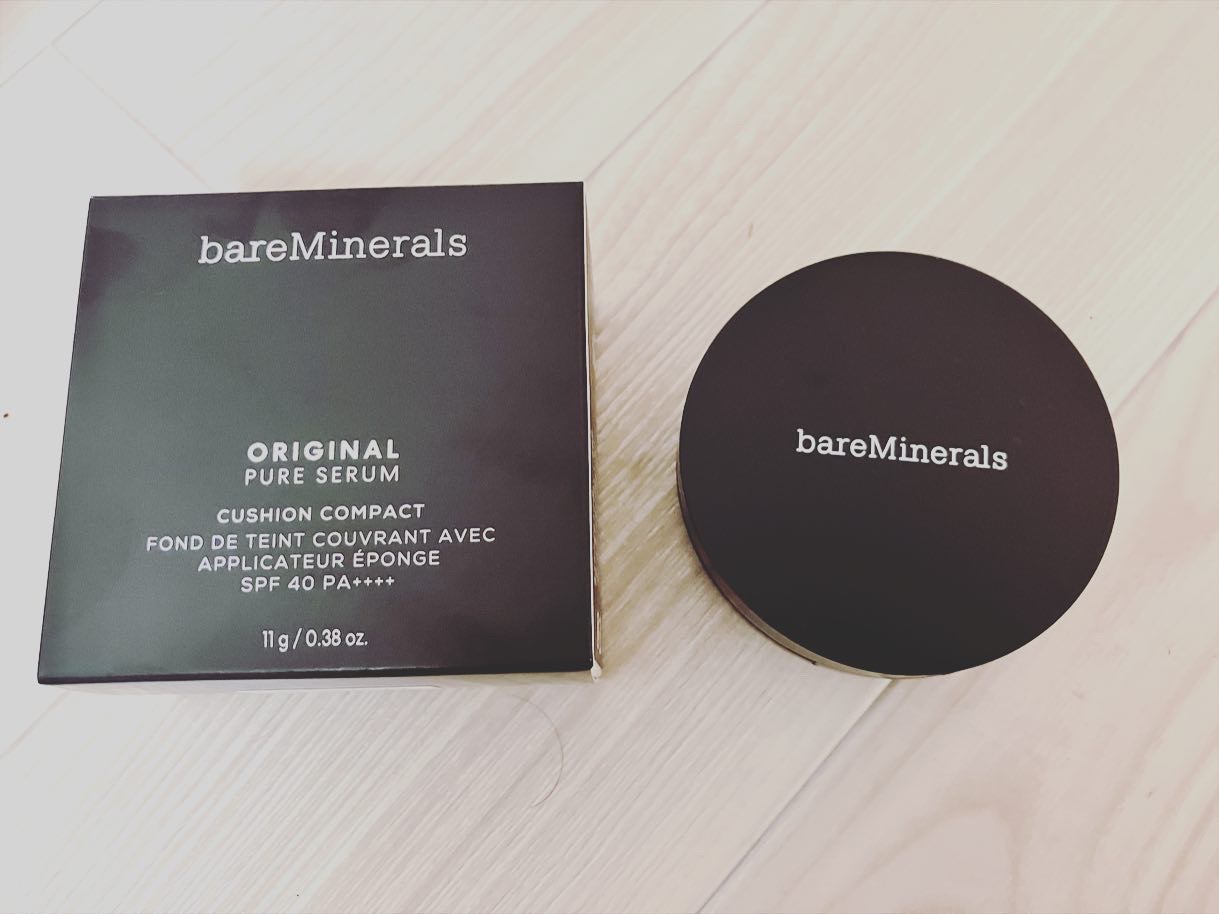 bareMinerals
ORIGINAL
PURE SERUM
CUSHION COMPACT
FOND DE TEINT COUVRANT AVEC
APPLICATEUR ÉPONGE
SPF 40 PA++++
11 g / 0.38 oz.
bareMinerals